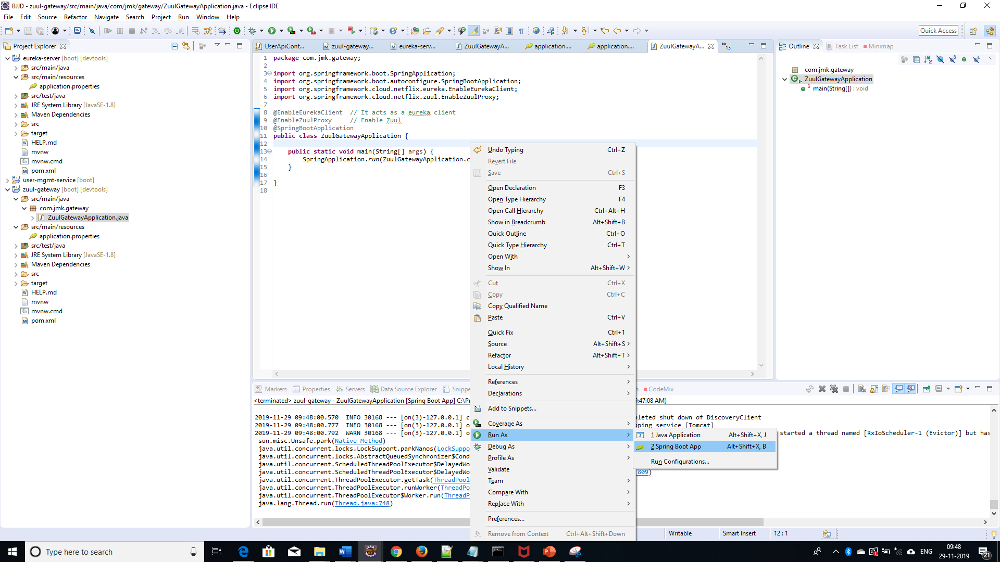 BJJD - zuul-gateway/src/main/java/com/jmk/gateway/ZuulGatewayApplication.java - Eclipse IDE
File Edit Source Refactor Navigate Search Project Run Window Help
Quick Access
Project Explorer
eureka-server [boot] [devtools]
src/main/java
src/main/resources
application.properties
src/test/java
JRE System Library [JavaSE-1.8]
Maven Dependencies
src
target
HELP.md
mvnw
mvnw.cmd
pom.xml
user-mgmt-service [boot]
zuul-gateway [boot] [devtools]
src/main/java
com.jmk.gateway
ZuulGatewayApplication.java
src/main/resources
application.properties
src/test/java
JRE System Library [JavaSE-1.8]
Maven Dependencies
src
target
HELP.md
mvnw
mvnw.cmd
pom.xml
UserApiCont... zuul-gateway... eureka-serv... ZuulGatewayA... application.... application.... ZuulGatewayA... »13
1 package com.jmk.gateway;
2
3 import org.springframework.boot.SpringApplication;
4 import org.springframework.boot.autoconfigure.SpringBootApplication;
5 import org.springframework.cloud.netflix.eureka.EnableEurekaClient;
6 import org.springframework.cloud.netflix.zuul.EnableZuulProxy;
7
8 @EnableEurekaClient // It acts as a eureka client
9 @EnableZuulProxy // Enable Zuul
10 @SpringBootApplication
11 public class ZuulGatewayApplication {
12
13 public static void main(String[] args) {
14 SpringApplication.run(ZuulGatewayApplication.c
15 }
16
17 }
18
Undo Typing Ctrl+Z
Revert File
Save Ctrl+S
Open Declaration F3
Open Type Hierarchy F4
Open Call Hierarchy Ctrl+Alt+H
Show in Breadcrumb Alt+Shift+B
Quick Outline Ctrl+O
Quick Type Hierarchy Ctrl+T
Open With
Show In Alt+Shift+W
Cut Ctrl+X
Copy Ctrl+C
Copy Qualified Name
Paste Ctrl+V
Quick Fix Ctrl+1
Source Alt+Shift+S
Refactor Alt+Shift+T
Local History
References
Declarations
Add to Snippets...
Coverage As
Run As
Debug As
Profile As
Validate
Team
Compare With
Replace With
Preferences...
Remove from Context Ctrl+Alt+Shift+Down
1 Java Application Alt+Shift+X, J
2 Spring Boot App Alt+Shift+X, B
Run Configurations...
Outline Task List Minimap
com.jmk.gateway
ZuulGatewayApplication
main(String[]) : void
Markers Properties Servers Data Source Explorer Snippe n CodeMix
<terminated> zuul-gateway - ZuulGatewayApplication [Spring Boot App] C:\Pr 9:47:08 AM)
2019-11-29 09:48:00.570 INFO 30168 --- [on(3)-127.0.0.1] c pleted shut down of DiscoveryClient
2019-11-29 09:48:00.777 INFO 30168 --- [on(3)-127.0.0.1] o pping service [Tomcat]
2019-11-29 09:48:00.792 WARN 30168 --- [on(3)-127.0.0.1] o started a thread named [RxIoScheduler-1 (Evictor)] but has
sun.misc.Unsafe.park(Native Method)
java.util.concurrent.locks.LockSupport.parkNanos(LockSuppo
java.util.concurrent.locks.AbstractQueuedSynchronizer$Cond
java.util.concurrent.ScheduledThreadPoolExecutor$DelayedWo
java.util.concurrent.ScheduledThreadPoolExecutor$DelayedWo :809)
java.util.concurrent.ThreadPoolExecutor.getTask(ThreadPool
java.util.concurrent.ThreadPoolExecutor.runWorker(ThreadPo
java.util.concurrent.ThreadPoolExecutor$Worker.run(ThreadP
java.lang.Thread.run(Thread.java:748)
Writable Smart Insert 12 : 1
Type here to search
ENG
09:48
29-11-2019
21